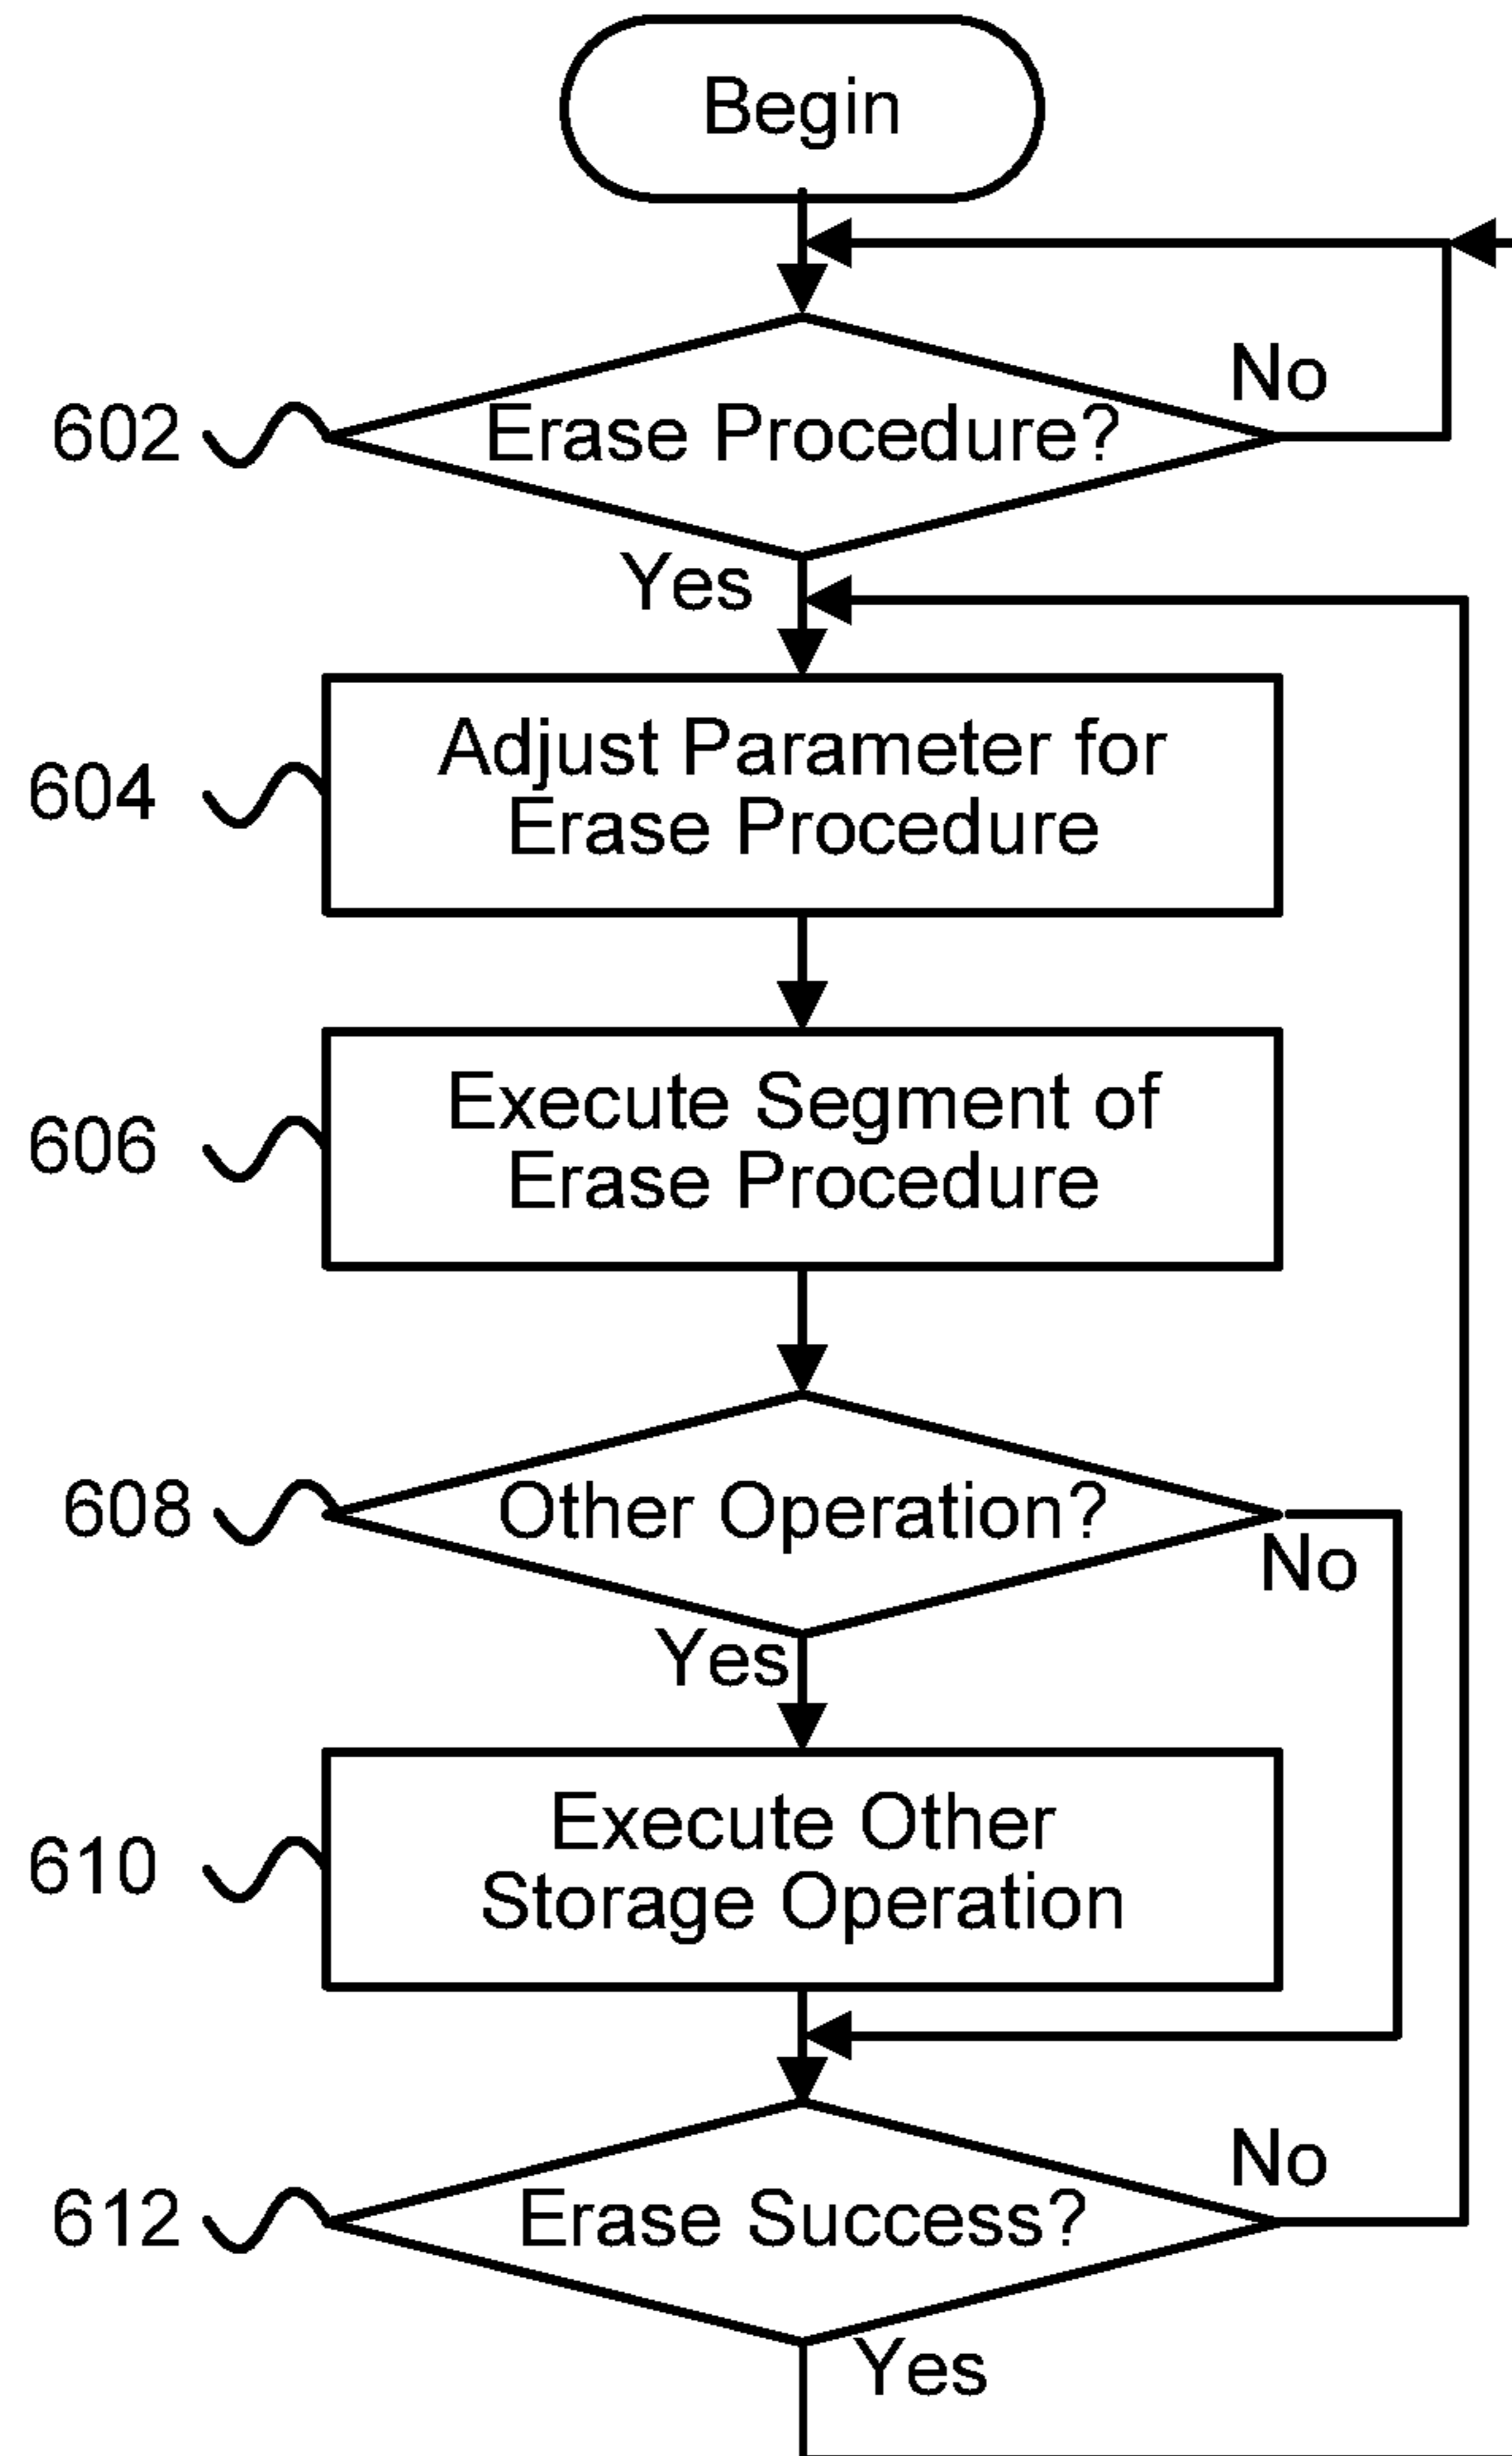 Begin
No
602
Erase Procedure?
Yes
604
Adjust Parameter for
Erase Procedure
606
Execute Segment of
Erase Procedure
608
Other Operation?
No
Yes
610
Execute Other
Storage Operation
No
612
Erase Success?
Yes